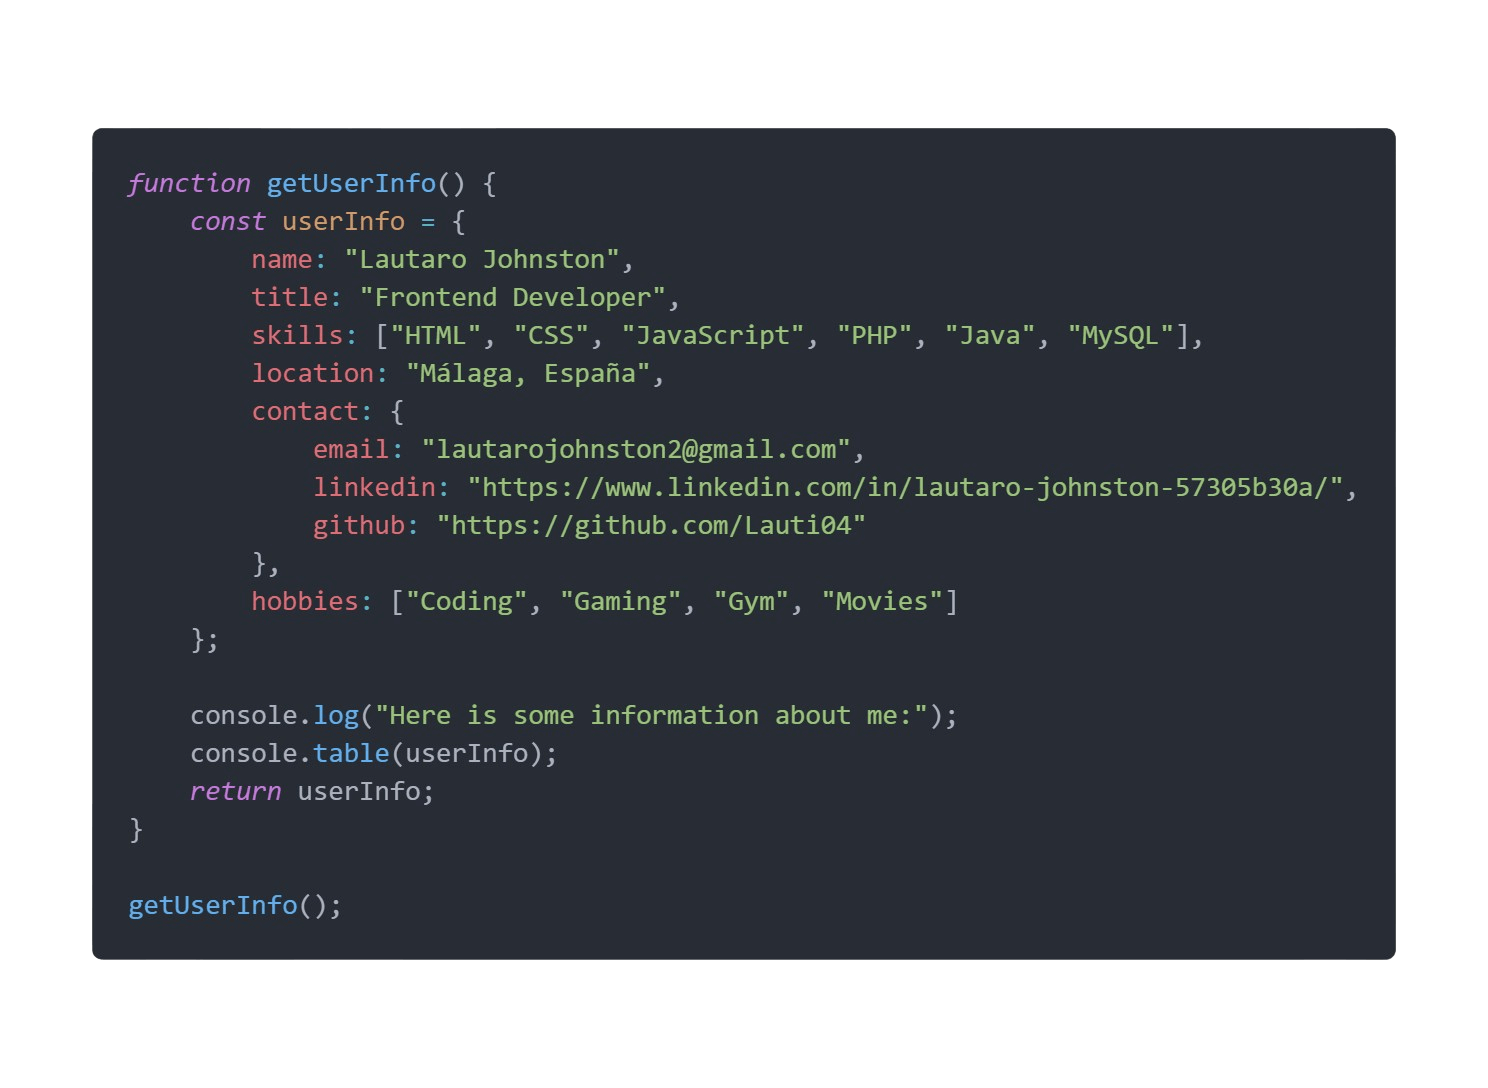 function getUserInfo() {
    const userInfo = {
        name: "Lautaro Johnston",
        title: "Frontend Developer",
        skills: ["HTML", "CSS", "JavaScript", "PHP", "Java", "MySQL"],
        location: "Málaga, España",
        contact: {
            email: "lautarojohnston2@gmail.com",
            linkedin: "https://www.linkedin.com/in/lautaro-johnston-57305b30a/",
            github: "https://github.com/Lauti04"
        },
        hobbies: ["Coding", "Gaming", "Gym", "Movies"]
    };

    console.log("Here is some information about me:");
    console.table(userInfo);
    return userInfo;
}

getUserInfo();